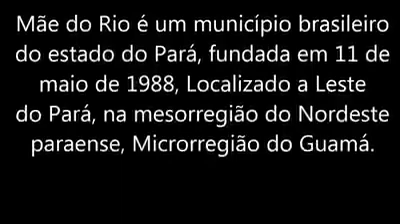 Mãe do Rio é um município brasileiro
do estado do Pará, fundada em 11 de
maio de 1988, Localizado a Leste
do Pará, na mesorregião do Nordeste
paraense, Microrregião do Guamá.